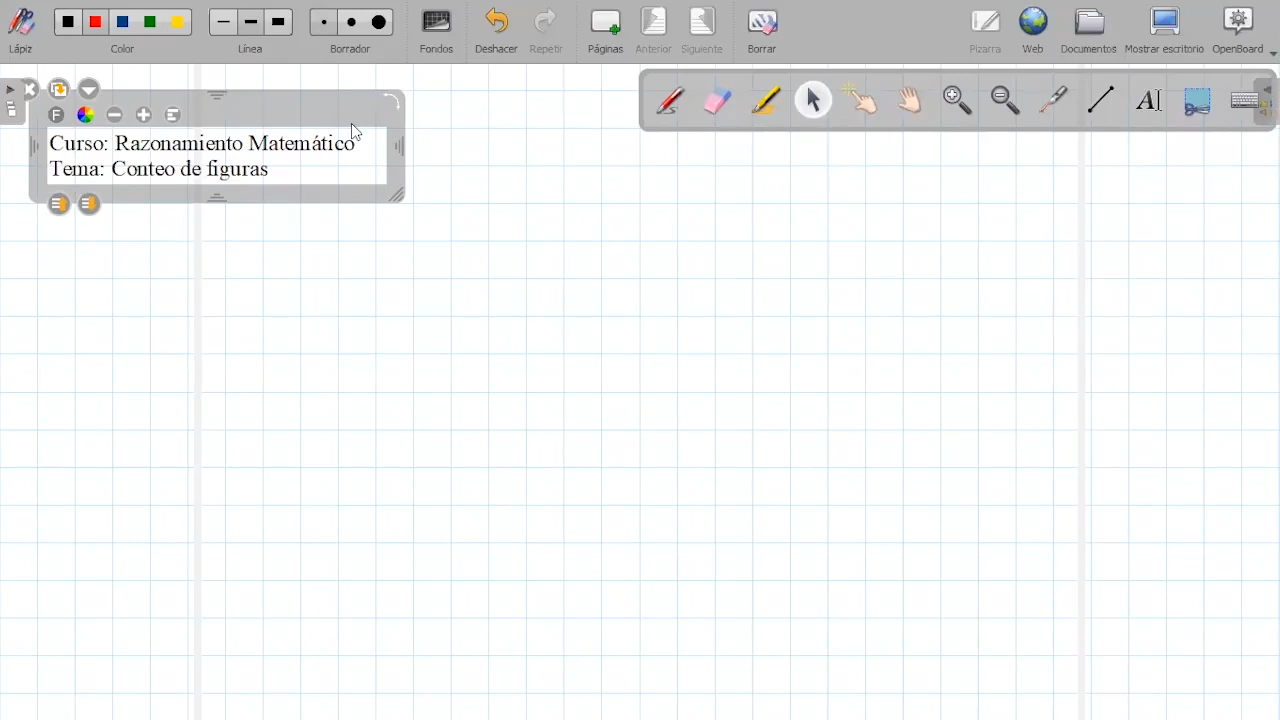 Lápiz
Color
Línea
Borrador
Fondos
Deshacer
Repetir
Páginas
Anterior
Siguiente
Borrar
Pizarra
Web
Documentos
Mostrar escritorio
OpenBoard
F
AI
Curso: Razonamiento Matemático
Tema: Conteo de figuras